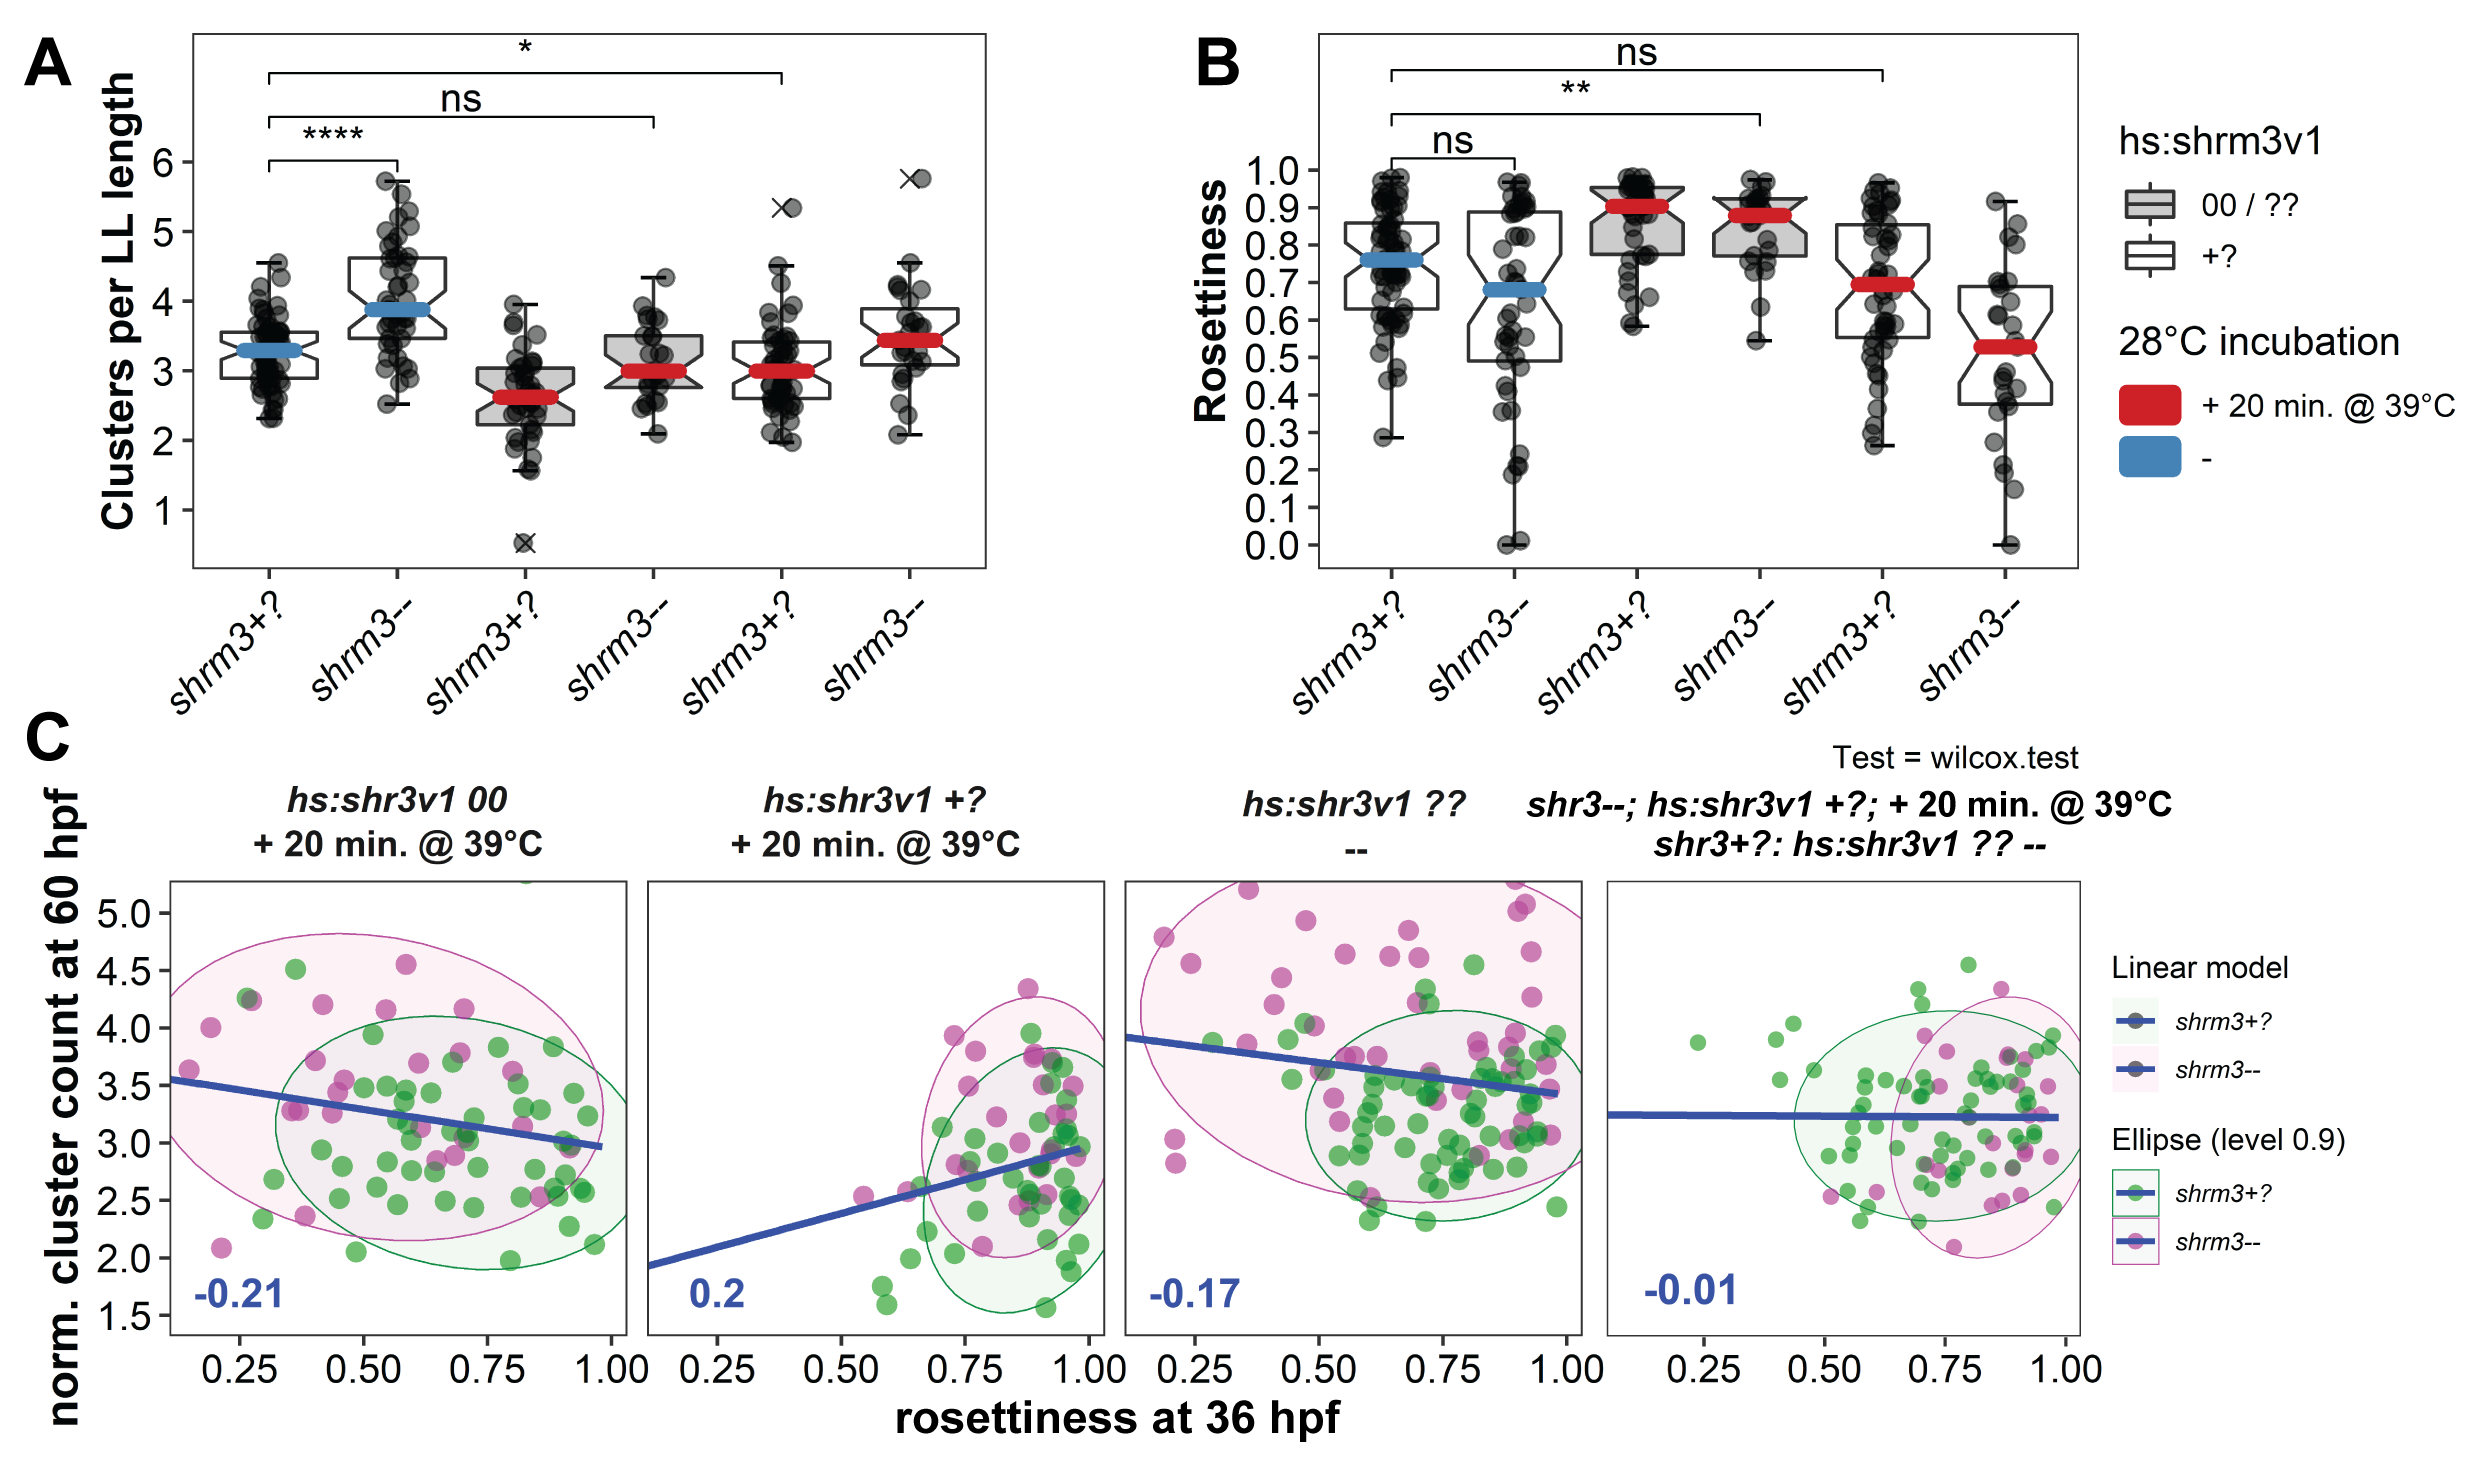 A
Clusters per LL length
6
5
4
3
2
1
*
ns
****
shrm3+?
shrm3--
shrm3+?
shrm3--
shrm3+?
shrm3--
B
Rosettiness
1.0
0.9
0.8
0.7
0.6
0.5
0.4
0.3
0.2
0.1
0.0
ns
**
ns
shrm3+?
shrm3--
shrm3+?
shrm3--
shrm3+?
shrm3--
hs:shrm3v1
00 / ??
+?
28°C incubation
+ 20 min. @ 39°C
-
Test = wilcox.test
C
norm. cluster count at 60 hpf
5.0
4.5
4.0
3.5
3.0
2.5
2.0
1.5
hs:shr3v1 00
+ 20 min. @ 39°C
-0.21
0.25 0.50 0.75 1.00
hs:shr3v1 +?
+ 20 min. @ 39°C
0.2
0.25 0.50 0.75 1.00
hs:shr3v1 ??
--
-0.17
0.25 0.50 0.75 1.00
shr3--; hs:shr3v1 +?; + 20 min. @ 39°C
shr3+?: hs:shr3v1 ?? --
-0.01
0.25 0.50 0.75 1.00
rosettiness at 36 hpf
Linear model
shrm3+?
shrm3--
Ellipse (level 0.9)
shrm3+?
shrm3--